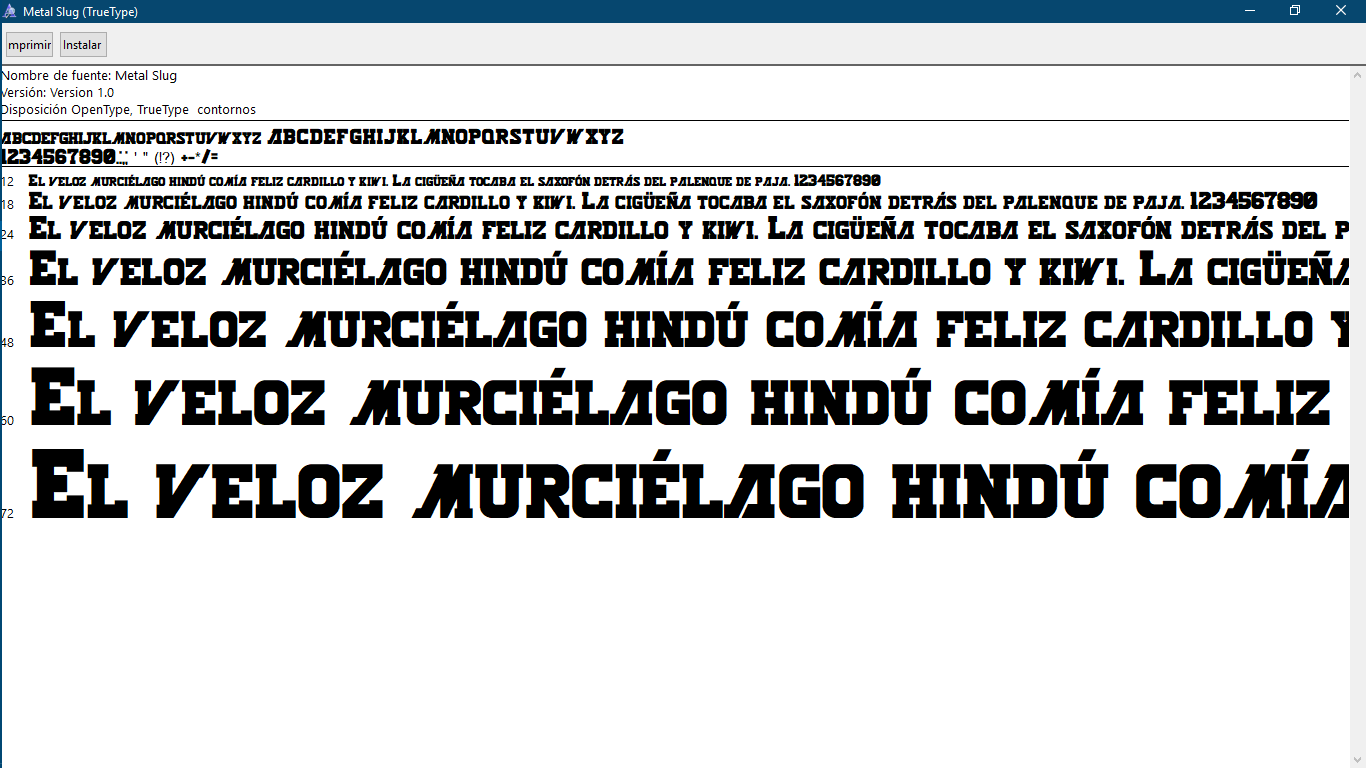 Metal Slug (TrueType)
mprimir Instalar
Nombre de fuente: Metal Slug
Versión: Version 1.0
Disposición OpenType, TrueType contornos
abcdefghijklmnopqrstuvwxyz ABCDEFGHIJKLMNOPQRSTUVWXYZ
1234567890.:,; ' " (!?) +-*/=
12 El veloz murciélago hindú comía feliz cardillo y kiwi. La cigüeña tocaba el saxofón detrás del palenque de paja. 1234567890
18 El veloz murciélago hindú comía feliz cardillo y kiwi. La cigüeña tocaba el saxofón detrás del palenque de paja. 1234567890
24 El veloz murciélago hindú comía feliz cardillo y kiwi. La cigüeña tocaba el saxofón detrás del p
36 El veloz murciélago hindú comía feliz cardillo y kiwi. La cigüeña
48 El veloz murciélago hindú comía feliz cardillo y
60 El veloz murciélago hindú comía feliz
72 El veloz murciélago hindú comía